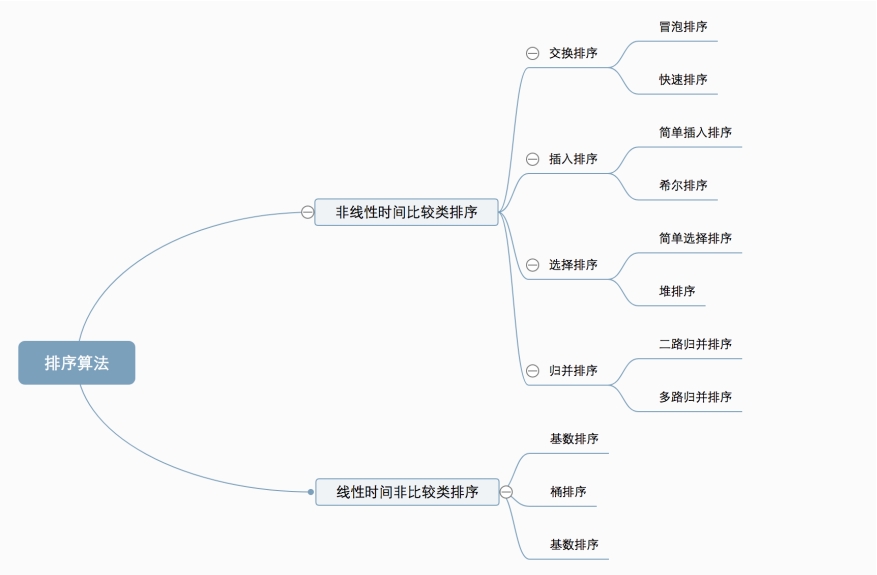 排序算法
非线性时间比较类排序
交换排序
冒泡排序
快速排序
插入排序
简单插入排序
希尔排序
选择排序
简单选择排序
堆排序
归并排序
二路归并排序
多路归并排序
线性时间非比较类排序
基数排序
桶排序
基数排序